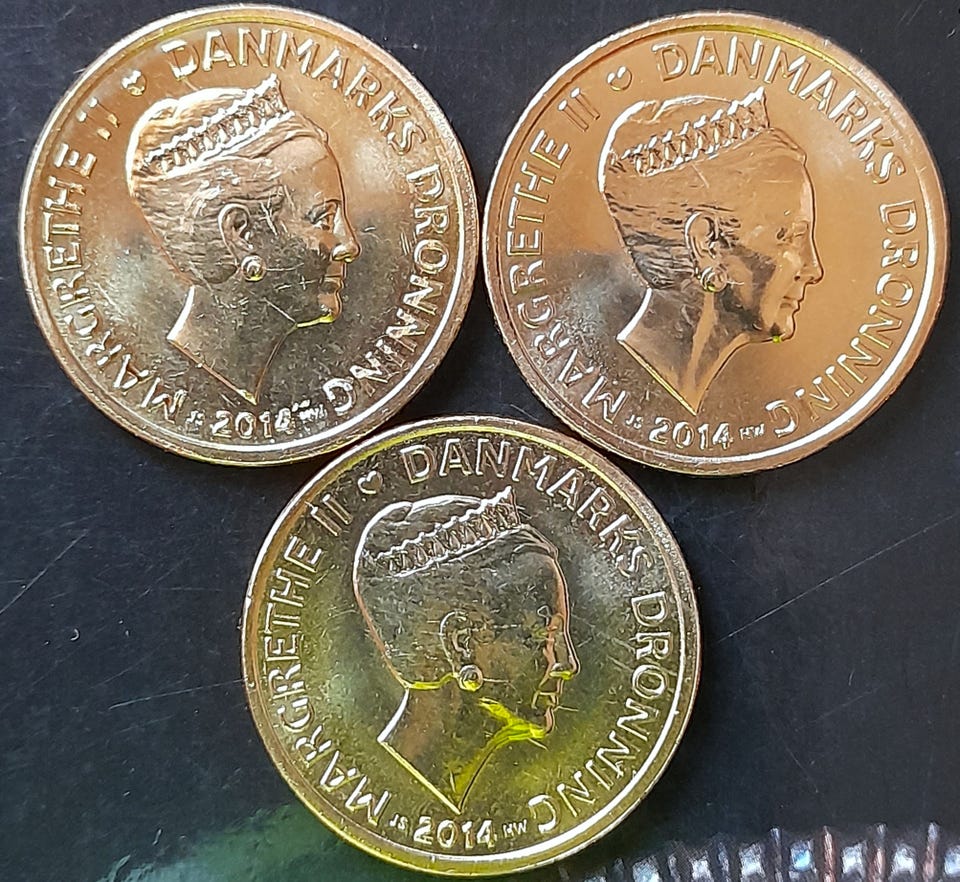 MARGRETHE II ♥ DANMARKS DRONNING
JS 2014 HW
MARGRETHE II ♥ DANMARKS DRONNING
JS 2014 HW
MARGRETHE II ♥ DANMARKS DRONNING
JS 2014 HW